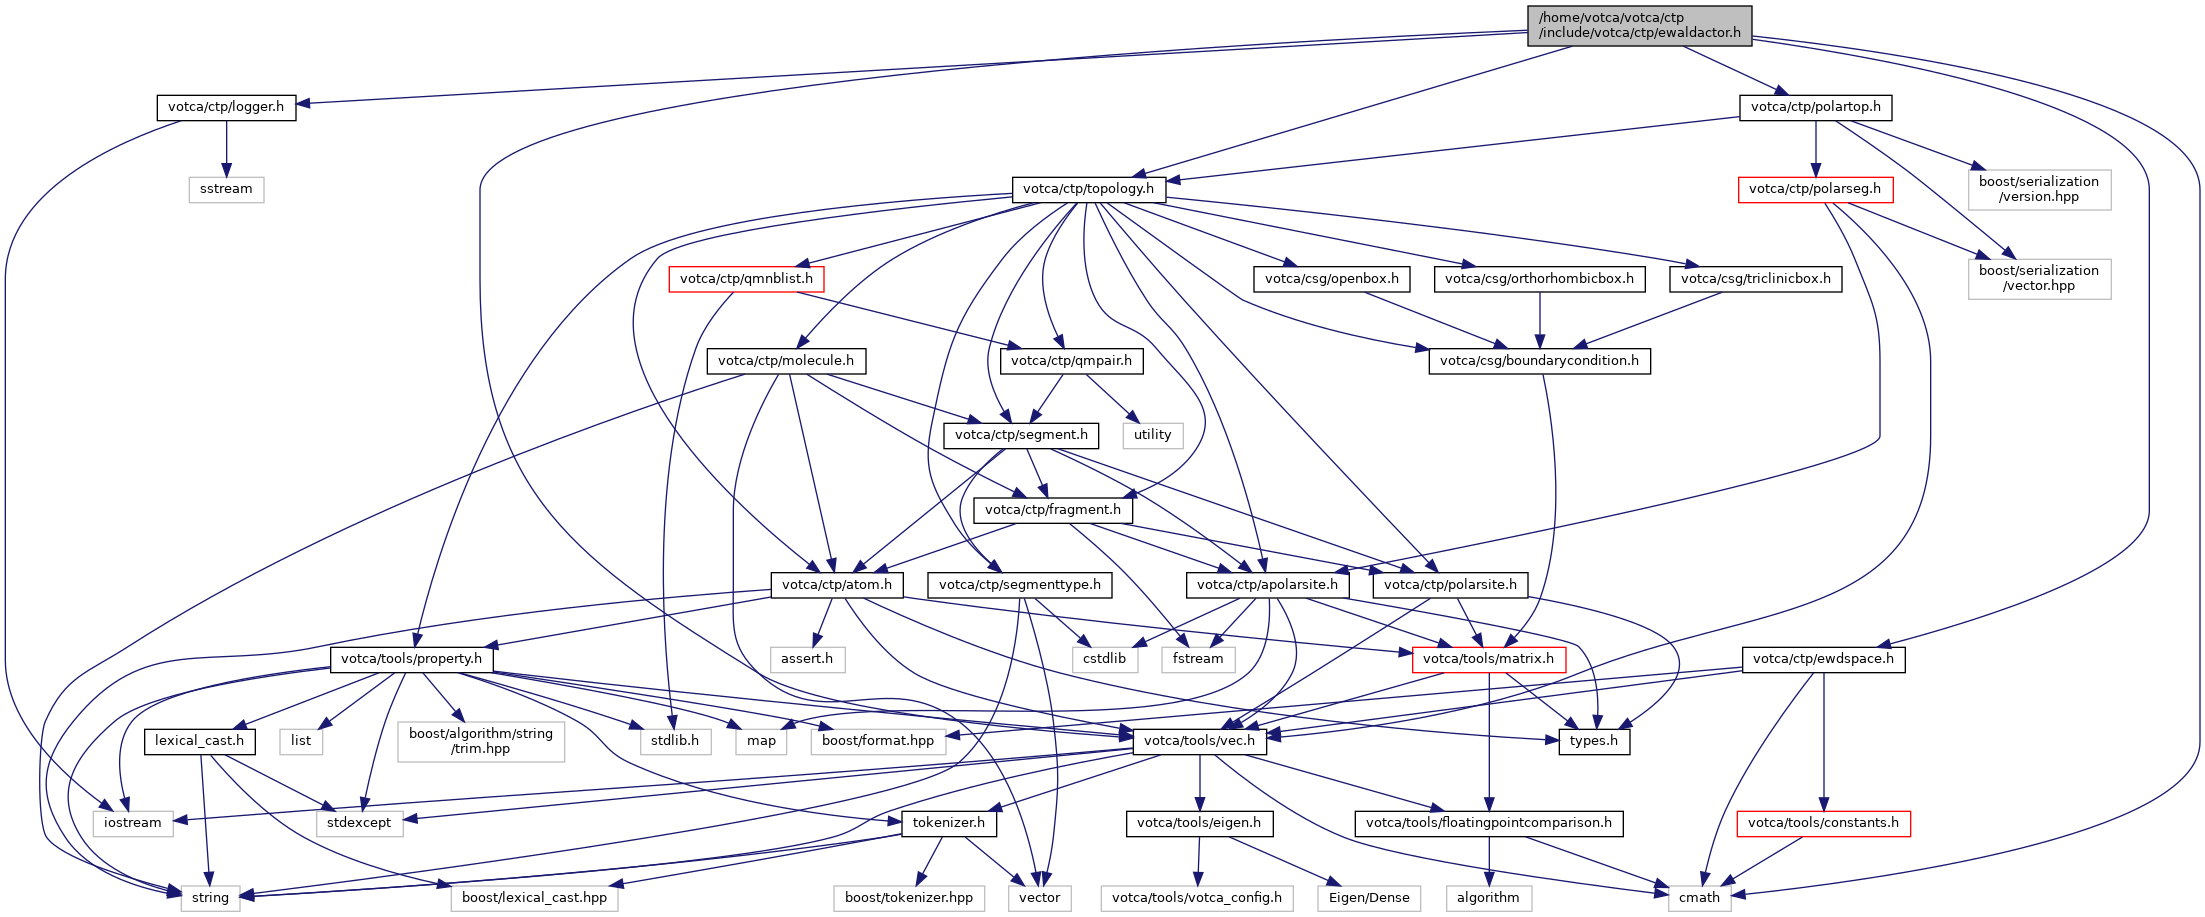 /home/votca/votca/ctp
/include/votca/ctp/ewaldactor.h
votca/ctp/logger.h
votca/ctp/polartop.h
sstream
votca/ctp/topology.h
votca/ctp/polarseg.h
boost/serialization
/version.hpp
votca/ctp/qmnblist.h
votca/csg/openbox.h
votca/csg/orthorhombicbox.h
votca/csg/triclinicbox.h
boost/serialization
/vector.hpp
votca/ctp/molecule.h
votca/ctp/qmpair.h
votca/csg/boundarycondition.h
votca/ctp/segment.h
utility
votca/ctp/fragment.h
votca/ctp/atom.h
votca/ctp/segmenttype.h
votca/ctp/apolarsite.h
votca/ctp/polarsite.h
votca/tools/property.h
assert.h
cstdlib
fstream
votca/tools/matrix.h
votca/ctp/ewdspace.h
lexical_cast.h
list
boost/algorithm/string
/trim.hpp
stdlib.h
map
boost/format.hpp
votca/tools/vec.h
types.h
iostream
stdexcept
tokenizer.h
votca/tools/eigen.h
votca/tools/floatingpointcomparison.h
votca/tools/constants.h
string
boost/lexical_cast.hpp
boost/tokenizer.hpp
vector
votca/tools/votca_config.h
Eigen/Dense
algorithm
cmath